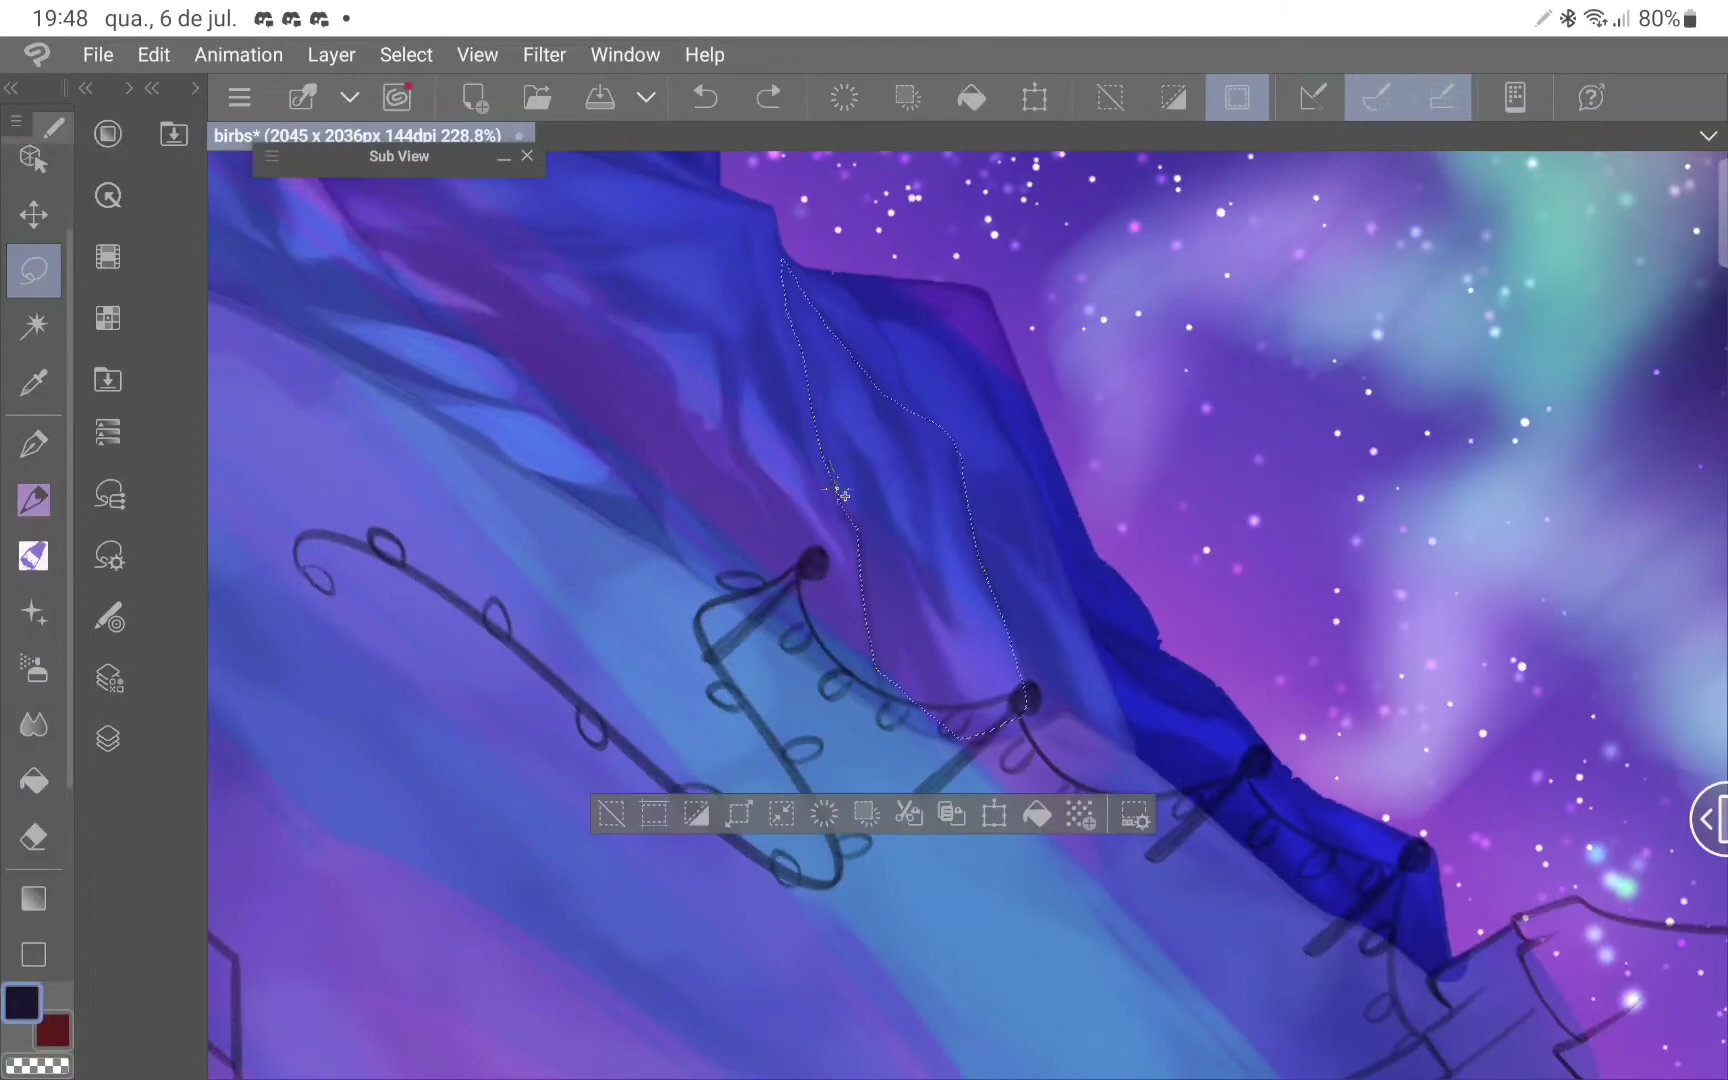 19:48 qua., 6 de jul. 80%
File Edit Animation Layer Select View Filter Window Help
birbs* (2045 x 2036px 144dpi 228.8%)
Sub View